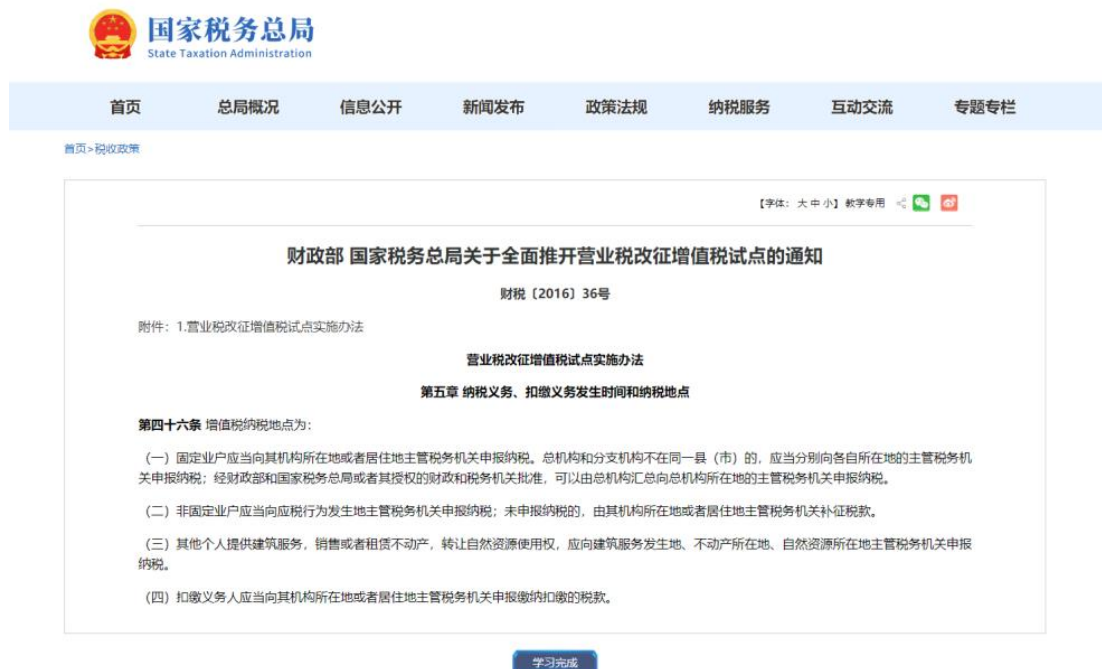 国家税务总局
State Taxation Administration
首页 总局概况 信息公开 新闻发布 政策法规 纳税服务 互动交流 专题专栏
首页>税收政策
【字体：大 中 小】教学专用
财政部 国家税务总局关于全面推开营业税改征增值税试点的通知
财税〔2016〕36号
附件：1.营业税改征增值税试点实施办法
营业税改征增值税试点实施办法
第五章 纳税义务、扣缴义务发生时间和纳税地点
第四十六条 增值税纳税地点为：
（一）固定业户应当向其机构所在地或者居住地主管税务机关申报纳税。总机构和分支机构不在同一县（市）的，应当分别向各自所在地的主管税务机
关申报纳税；经财政部和国家税务总局或者其授权的财政和税务机关批准，可以由总机构汇总向总机构所在地的主管税务机关申报纳税。
（二）非固定业户应当向应税行为发生地主管税务机关申报纳税；未申报纳税的，由其机构所在地或者居住地主管税务机关补征税款。
（三）其他个人提供建筑服务，销售或者租赁不动产，转让自然资源使用权，应向建筑服务发生地、不动产所在地、自然资源所在地主管税务机关申报
纳税。
（四）扣缴义务人应当向其机构所在地或者居住地主管税务机关申报缴纳扣缴的税款。
学习完成